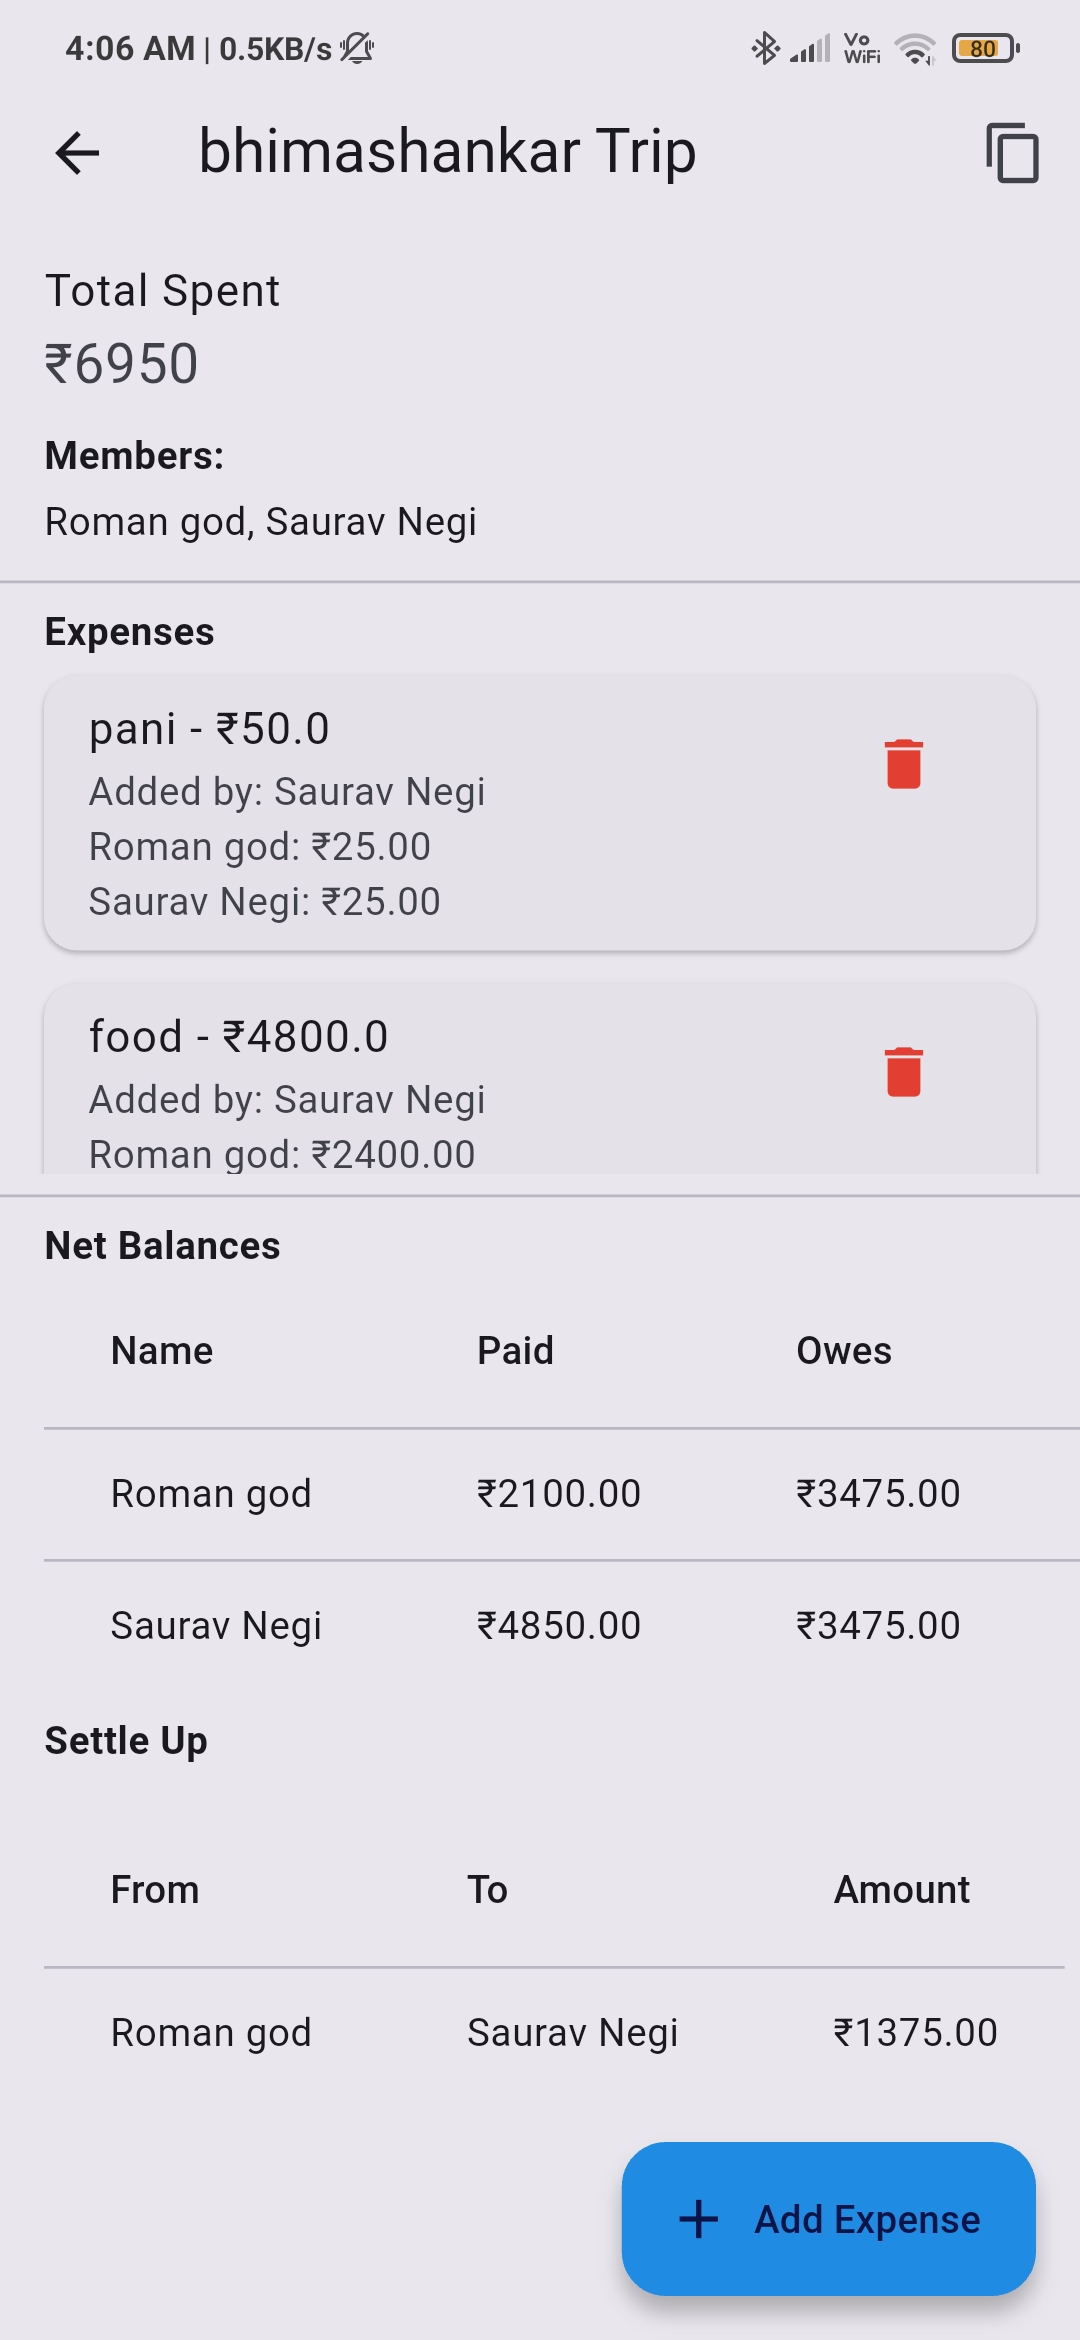 4:06 AM | 0.5KB/s
Vo WiFi
80
bhimashankar Trip
Total Spent
₹6950
Members:
Roman god, Saurav Negi
Expenses
pani - ₹50.0
Added by: Saurav Negi
Roman god: ₹25.00
Saurav Negi: ₹25.00
food - ₹4800.0
Added by: Saurav Negi
Roman god: ₹2400.00
Net Balances
Name Paid Owes
Roman god ₹2100.00 ₹3475.00
Saurav Negi ₹4850.00 ₹3475.00
Settle Up
From To Amount
Roman god Saurav Negi ₹1375.00
Add Expense